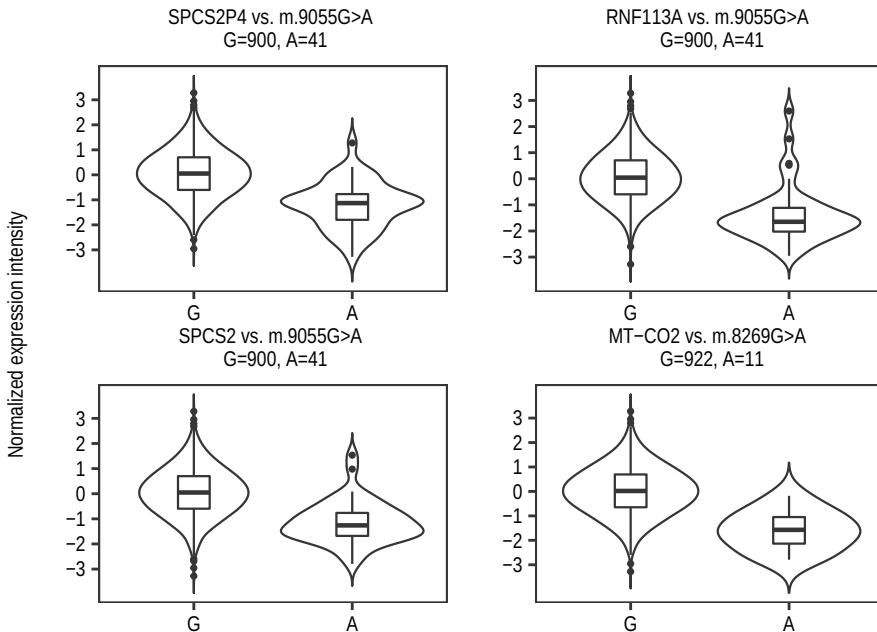 SPCS2P4 vs. m.9055G>A
G=900, A=41
3
2
1
0
−1
−2
−3
G
A
RNF113A vs. m.9055G>A
G=900, A=41
3
2
1
0
−1
−2
−3
G
A
Normalized expression intensity
SPCS2 vs. m.9055G>A
G=900, A=41
3
2
1
0
−1
−2
−3
G
A
MT−CO2 vs. m.8269G>A
G=922, A=11
3
2
1
0
−1
−2
−3
G
A